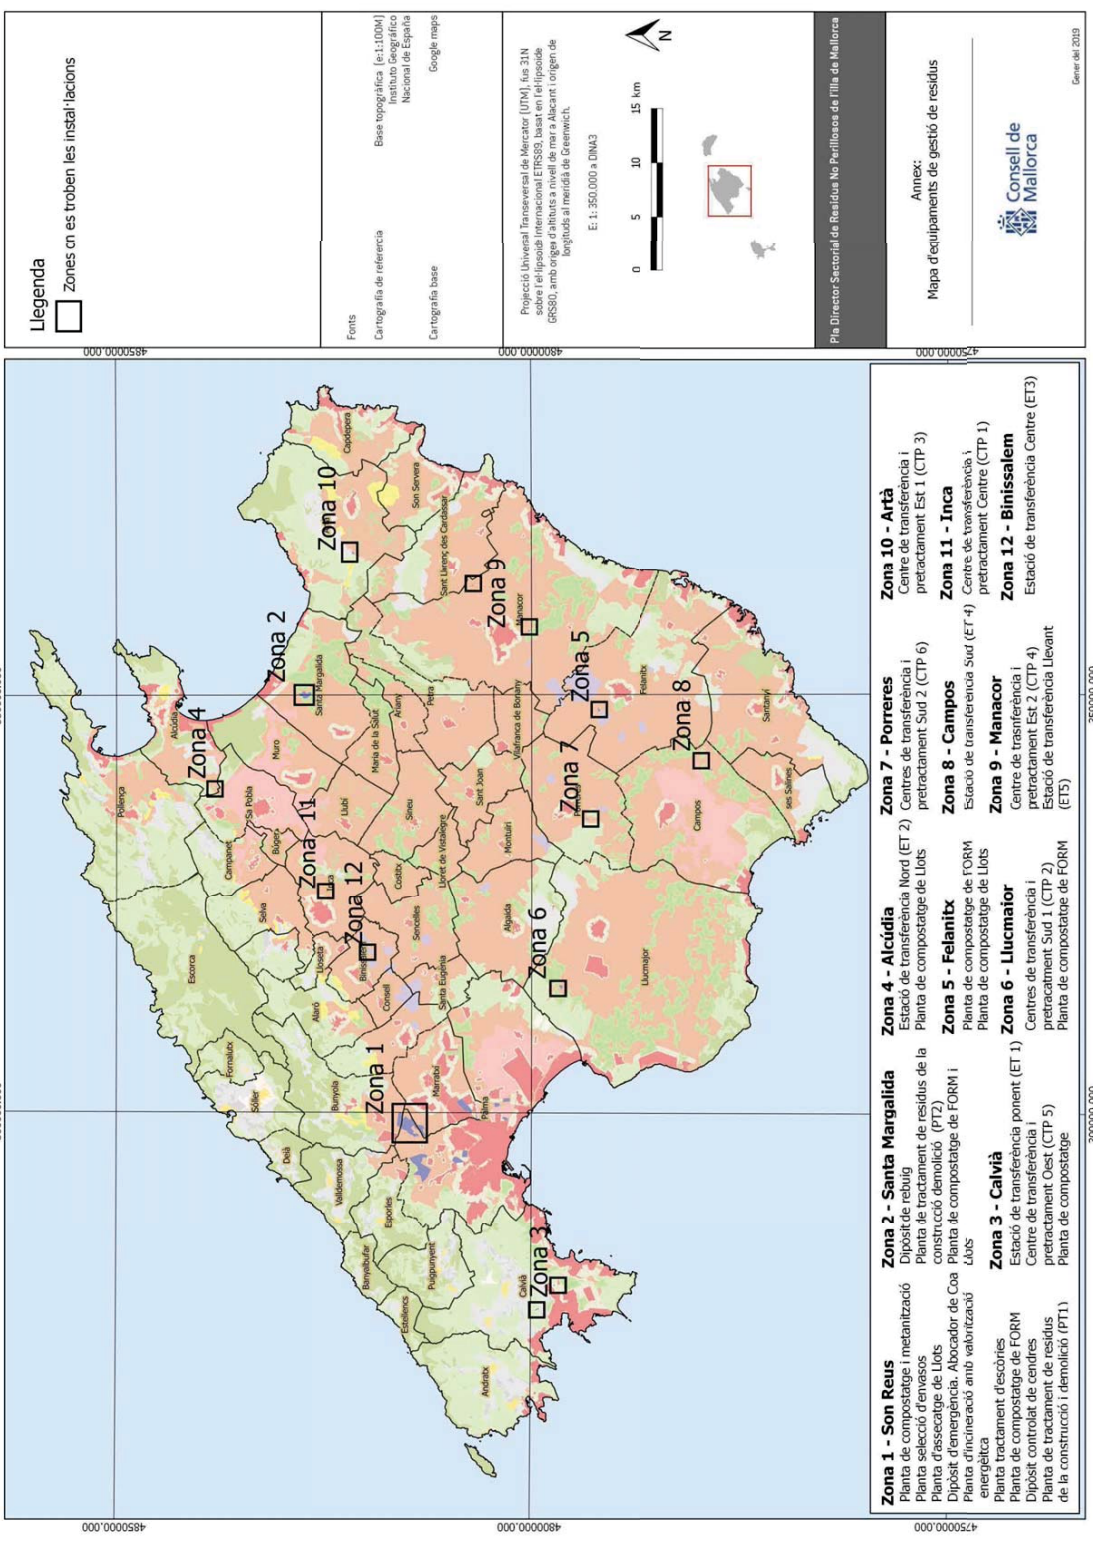 Llegenda
Zones on es troben les instal·lacions
Fonts
Cartografía de referencia
Base topográfica [e:1:100M]
Instituto Geográfico
Nacional de España
Cartografía base
Google maps
Projecció Universal Transeversal de Mercator [UTM], fus 31N
sobre l'el·lipsoide Internacional ETRS89, basat en l'el·lipsoide
GRS80, amb origes d'altituts a nivell de mar a Alacant i origen de
longituds al meridià de Greenwich.
E: 1: 350.000 a DINA3
0 5 10 15 km
N
Pla Director Sectorial de Residus No Perillosos de l'illa de Mallorca
Annex:
Mapa d'equipaments de gestió de residus
Consell de
Mallorca
Gener del 2019
4850000.000
4800000.000
4750000.000
4850000.000
4800000.000
4750000.000
Zona 1
Zona 2
Zona 3
Zona 4
Zona 5
Zona 6
Zona 7
Zona 8
Zona 9
Zona 10
Zona 11
Zona 12
Pollença
Alcúdia
Escorca
Campanet
Sa Pobla
Búger
Muro
Selva
Inca
Llubí
Santa Margalida
Maria de la Salut
Ariany
Petra
Sineu
Costitx
Lloseta
Alaró
Consell
Sencelles
Santa Eugènia
Lloret de Vistalegre
Sant Joan
Montuïri
Algaida
Vilafranca de Bonany
Manacor
Sant Llorenç des Cardassar
Son Servera
Capdepera
Felanitx
Campos
Santanyí
ses Salines
Llucmajor
Fornalutx
Sóller
Deià
Bunyola
Valldemossa
Marratxí
Palma
Esporles
Banyalbufar
Puigpunyent
Estellencs
Calvià
Andratx
Zona 1 - Son Reus
Planta de compostatge i metanització
Planta selecció d'envasos
Planta d'assecatge de Llots
Dipòsit d'emergència. Abocador de Coa
Planta d'incineració amb valorització
energèitca
Planta tractament d'escòries
Planta de compostatge de FORM
Dipòsit controlat de cendres
Planta de tractament de residus
de la construcció i demolició (PT1)
Zona 2 - Santa Margalida
Dipòsit de rebuig
Planta de tractament de residus de la
construcció demolició (PT2)
Planta de compostatge de FORM i
Llots
Zona 3 - Calvià
Estació de transferència ponent (ET 1)
Centre de transferència i
pretractament Oest (CTP 5)
Planta de compostatge
Zona 4 - Alcúdia
Estació de transferència Nord (ET 2)
Planta de compostatge de Llots
Zona 5 - Felanitx
Planta de compostatge de FORM
Planta de compostatge de Llots
Zona 6 - Llucmaior
Centres de transferència i
pretracatment Sud 1 (CTP 2)
Planta de compostatge de FORM
Zona 7 - Porreres
Centres de transferència i
pretractament Sud 2 (CTP 6)
Zona 8 - Campos
Estació de transferencia Sud (ET 4)
Zona 9 - Manacor
Centre de trasnferència i
pretractament Est 2 (CTP 4)
Estació de transferència Llevant
(ET5)
Zona 10 - Artà
Centre de transferència i
pretractament Est 1 (CTP 3)
Zona 11 - Inca
Centre de transferència i
pretractament Centre (CTP 1)
Zona 12 - Binissalem
Estació de transferència Centre (ET3)